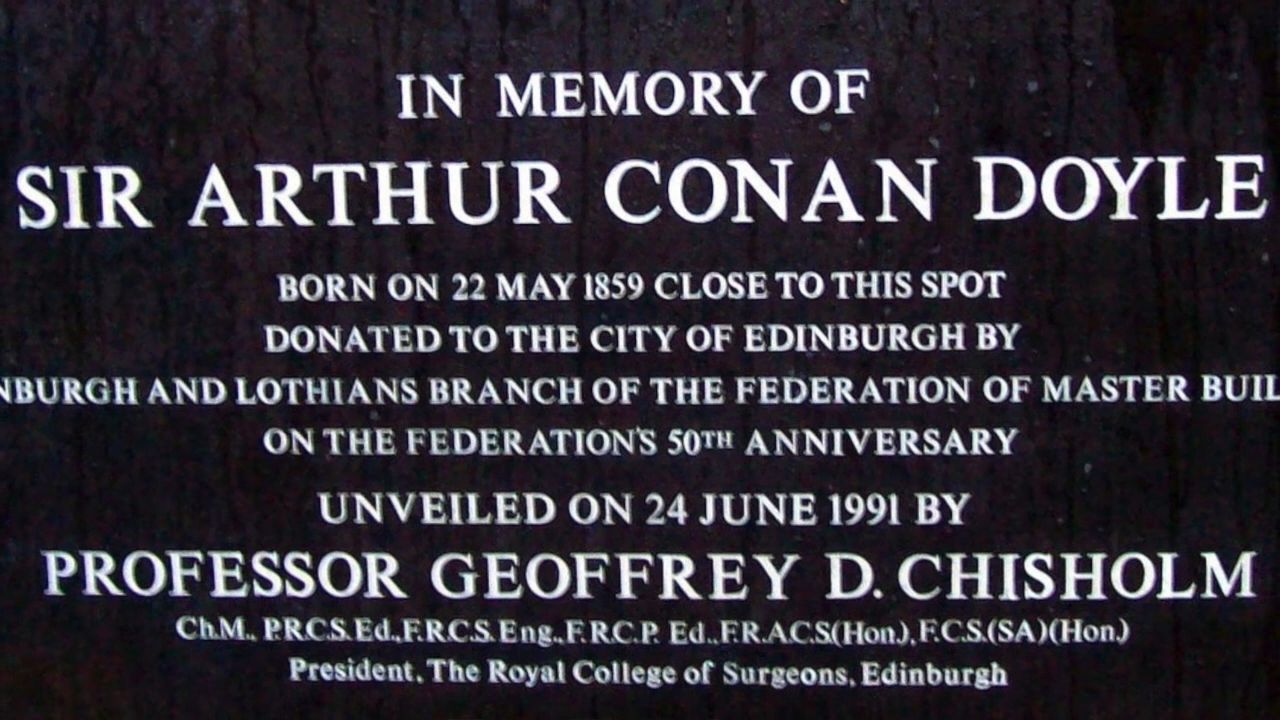 IN MEMORY OF
SIR ARTHUR CONAN DOYLE
BORN ON 22 MAY 1859 CLOSE TO THIS SPOT
DONATED TO THE CITY OF EDINBURGH BY
NBURGH AND LOTHIANS BRANCH OF THE FEDERATION OF MASTER BUIL
ON THE FEDERATION'S 50TH ANNIVERSARY
UNVEILED ON 24 JUNE 1991 BY
PROFESSOR GEOFFREY D. CHISHOLM
Ch.M., P.R.C.S.Ed., F.R.C.S. Eng., F.R.C.P. Ed., F.R.A.C.S(Hon.), F.C.S.(SA)(Hon.)
President, The Royal College of Surgeons, Edinburgh